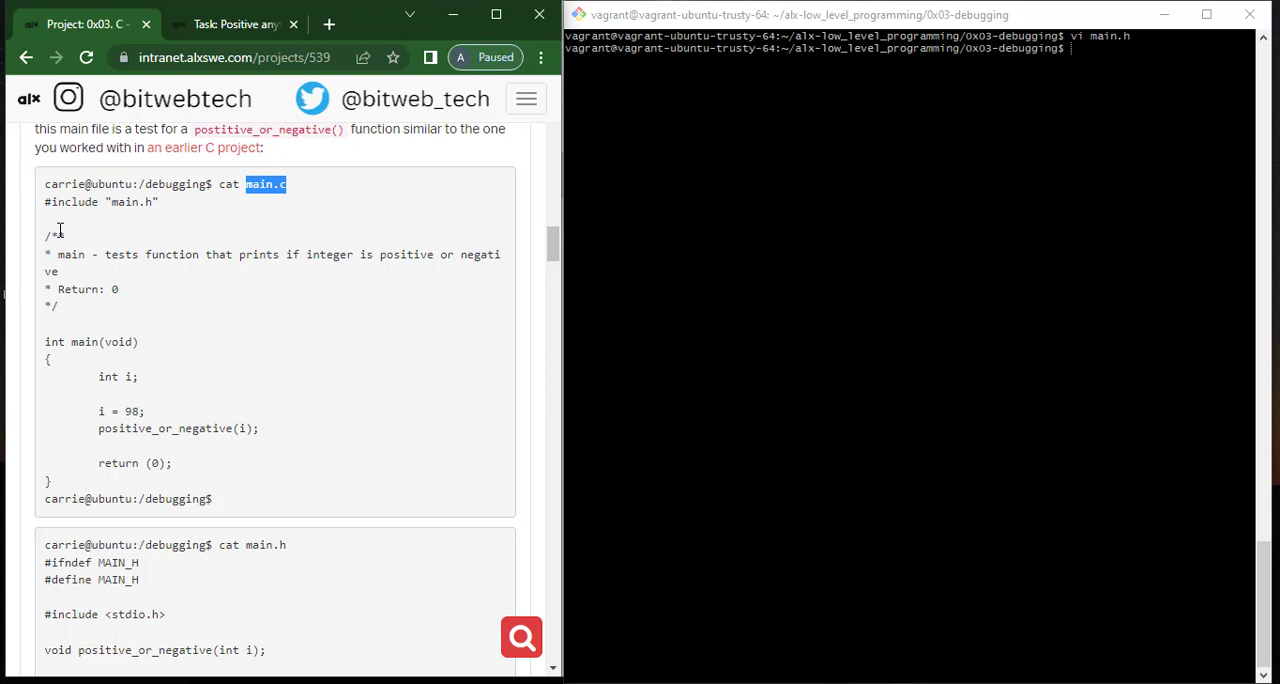 Project: 0x03. C -
Task: Positive any
intranet.alxswe.com/projects/539
A Paused
alx @bitwebtech @bitweb_tech
this main file is a test for a postitive_or_negative() function similar to the one
you worked with in an earlier C project:
carrie@ubuntu:/debugging$ cat main.c
#include "main.h"
/**
* main - tests function that prints if integer is positive or negati
ve
* Return: 0
*/
int main(void)
{
int i;
i = 98;
positive_or_negative(i);
return (0);
}
carrie@ubuntu:/debugging$
carrie@ubuntu:/debugging$ cat main.h
#ifndef MAIN_H
#define MAIN_H
#include <stdio.h>
void positive_or_negative(int i);
vagrant@vagrant-ubuntu-trusty-64: ~/alx-low_level_programming/0x03-debugging
vagrant@vagrant-ubuntu-trusty-64:~/alx-low_level_programming/0x03-debugging$ vi main.h
vagrant@vagrant-ubuntu-trusty-64:~/alx-low_level_programming/0x03-debugging$